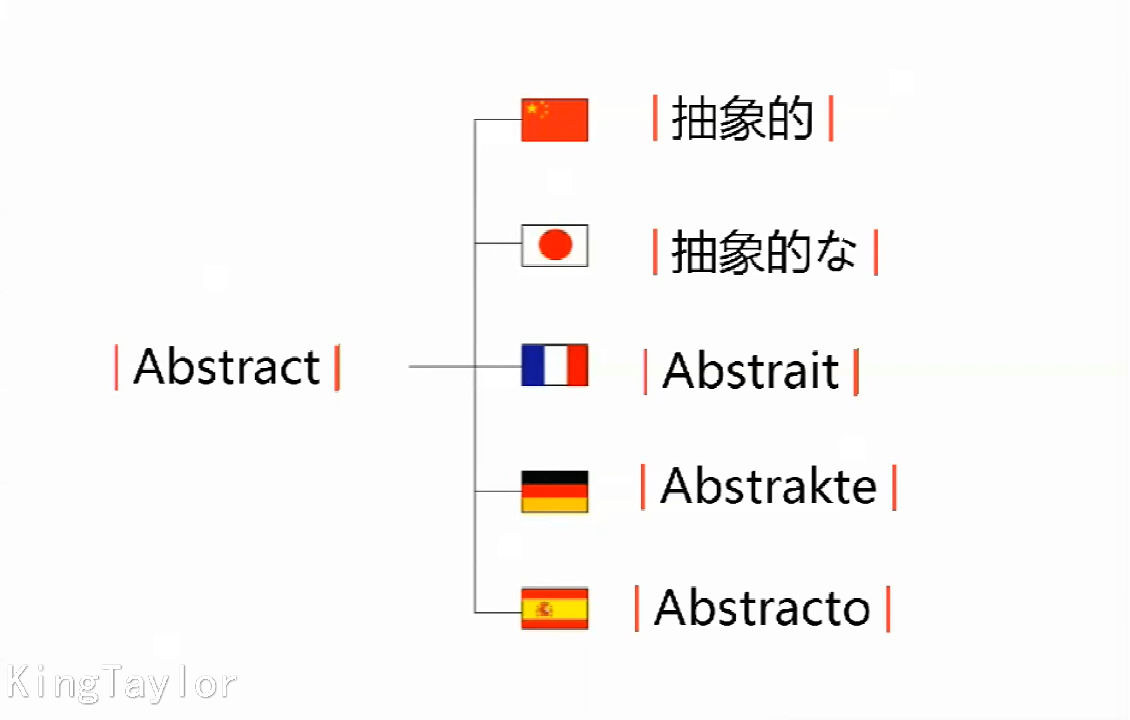 抽象的
抽象的な
Abstract
Abstrait
Abstrakte
Abstracto
KingTaylor